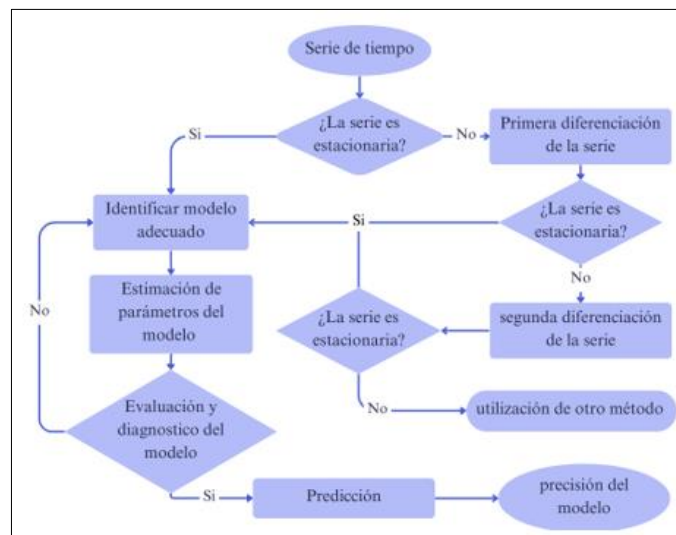 Serie de tiempo
¿La serie es
estacionaria?
Si
No
Primera diferenciación
de la serie
Identificar modelo
adecuado
Si
¿La serie es
estacionaria?
No
Estimación de
parámetros del
modelo
No
¿La serie es
estacionaria?
segunda diferenciación
de la serie
Evaluación y
diagnostico del
modelo
No
utilización de otro método
Si
Predicción
precisión del
modelo